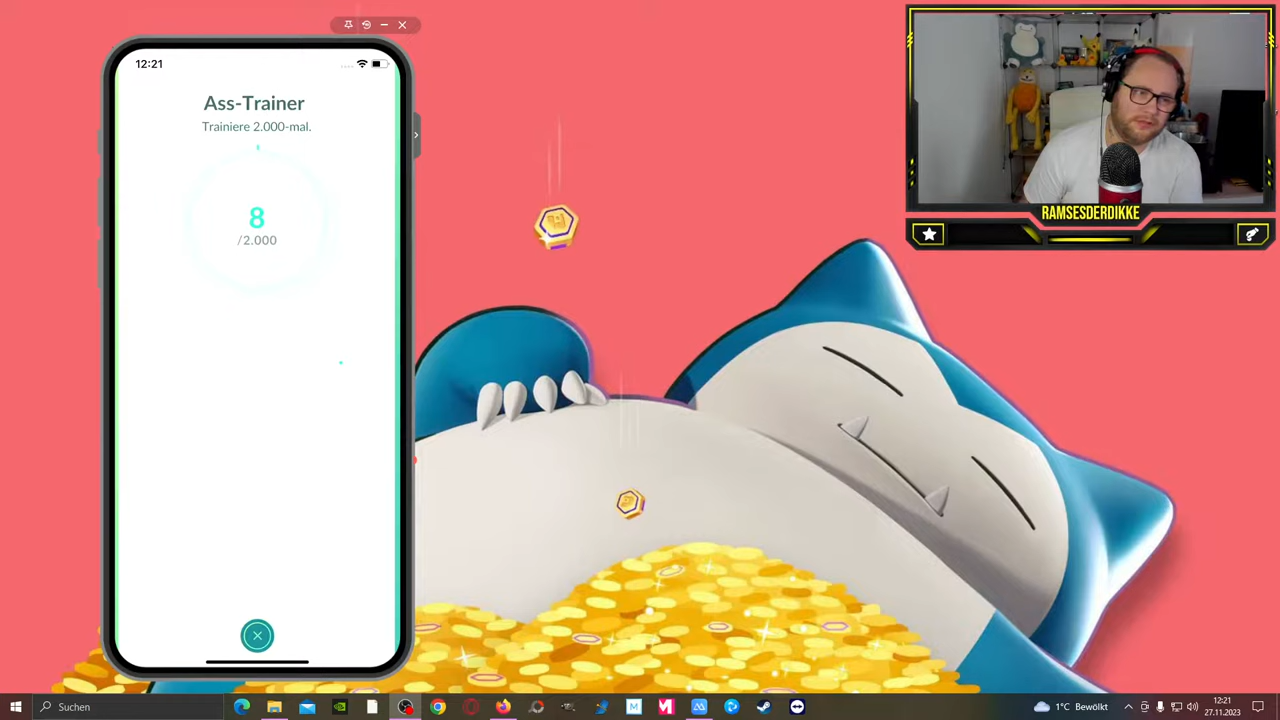 12:21
Ass-Trainer
Trainiere 2.000-mal.
8
/2.000
RAMSESDERDIKKE
Suchen
1°C Bewölkt
12:21
27.11.2023